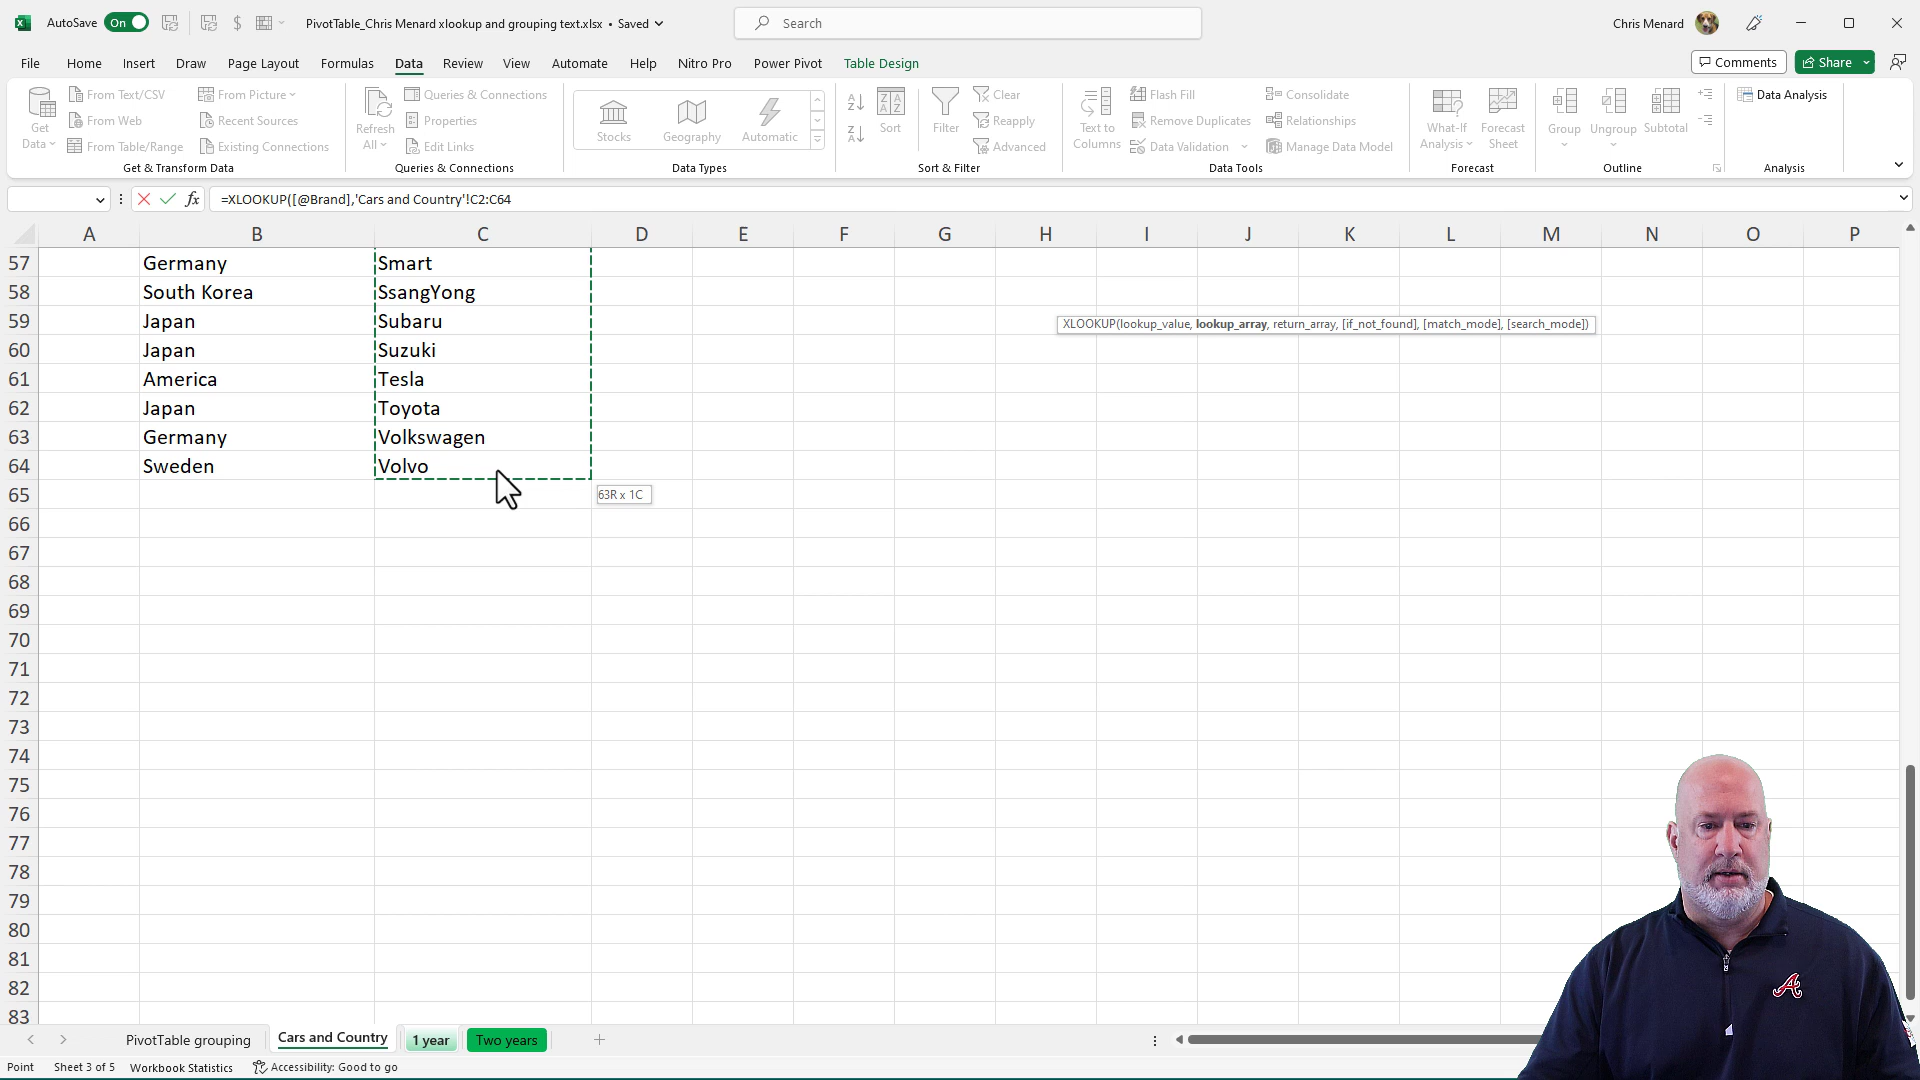 AutoSave On PivotTable_Chris Menard xlookup and grouping text.xlsx • Saved Search Chris Menard
File Home Insert Draw Page Layout Formulas Data Review View Automate Help Nitro Pro Power Pivot Table Design Comments Share
Get Data From Text/CSV From Web From Table/Range From Picture Recent Sources Existing Connections
Get & Transform Data
Refresh All Queries & Connections Properties Edit Links
Queries & Connections
Stocks Geography Automatic
Data Types
Sort Filter Clear Reapply Advanced
Sort & Filter
Text to Columns Flash Fill Remove Duplicates Data Validation Consolidate Relationships Manage Data Model
Data Tools
What-If Analysis Forecast Sheet
Forecast
Group Ungroup Subtotal
Outline
Data Analysis
Analysis
fx =XLOOKUP([@Brand],'Cars and Country'!C2:C64
A B C D E F G H I J K L M N O P
57 Germany Smart
58 South Korea SsangYong
59 Japan Subaru
XLOOKUP(lookup_value, lookup_array, return_array, [if_not_found], [match_mode], [search_mode])
60 Japan Suzuki
61 America Tesla
62 Japan Toyota
63 Germany Volkswagen
64 Sweden Volvo
65
63R x 1C
66
67
68
69
70
71
72
73
74
75
76
77
78
79
80
81
82
83
PivotTable grouping Cars and Country 1 year Two years
Point Sheet 3 of 5 Workbook Statistics Accessibility: Good to go
A